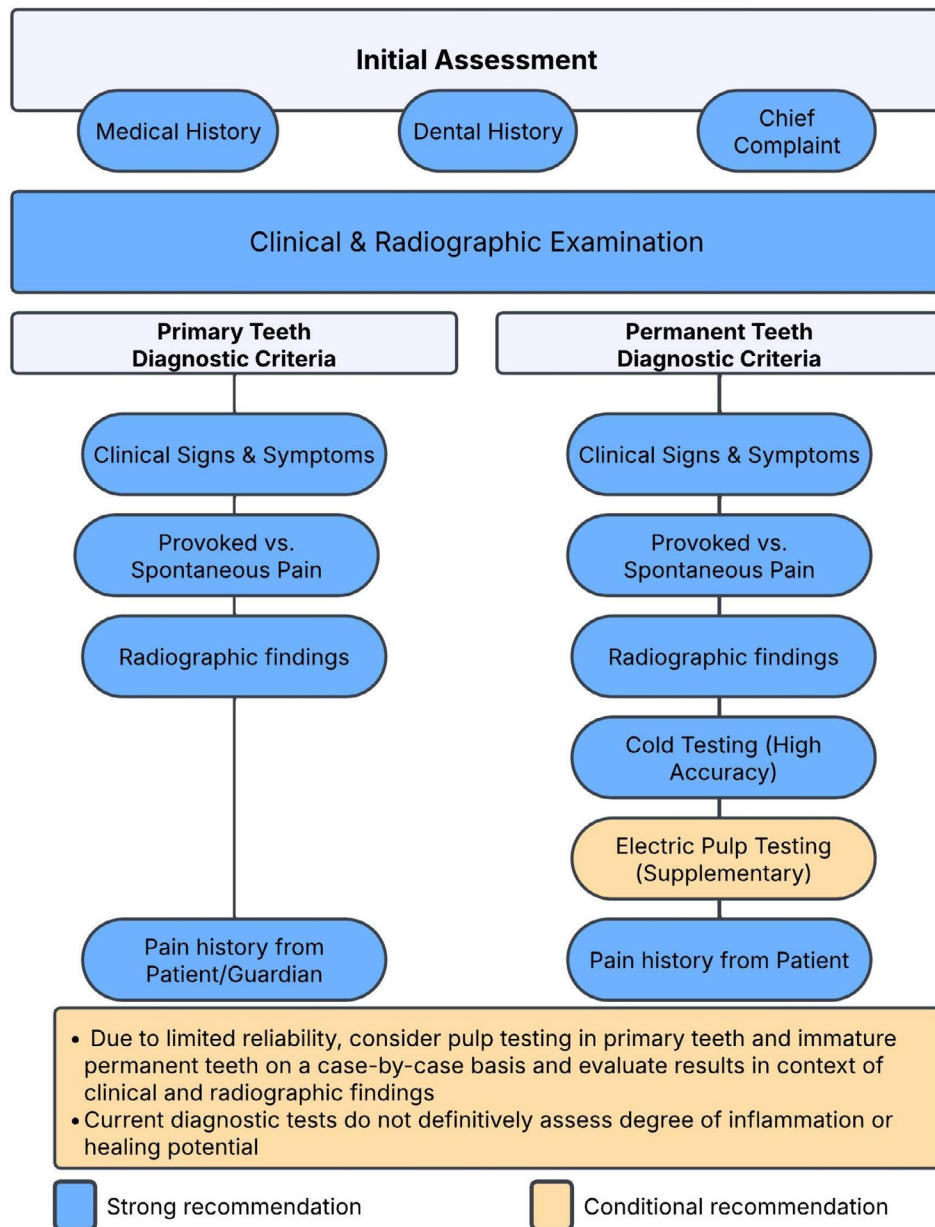 Initial Assessment
Medical History
Dental History
Chief
Complaint
Clinical & Radiographic Examination
Primary Teeth
Diagnostic Criteria
Permanent Teeth
Diagnostic Criteria
Clinical Signs & Symptoms
Provoked vs.
Spontaneous Pain
Radiographic findings
Pain history from
Patient/Guardian
Clinical Signs & Symptoms
Provoked vs.
Spontaneous Pain
Radiographic findings
Cold Testing (High
Accuracy)
Electric Pulp Testing
(Supplementary)
Pain history from Patient
• Due to limited reliability, consider pulp testing in primary teeth and immature
permanent teeth on a case-by-case basis and evaluate results in context of
clinical and radiographic findings
• Current diagnostic tests do not definitively assess degree of inflammation or
healing potential
Strong recommendation
Conditional recommendation